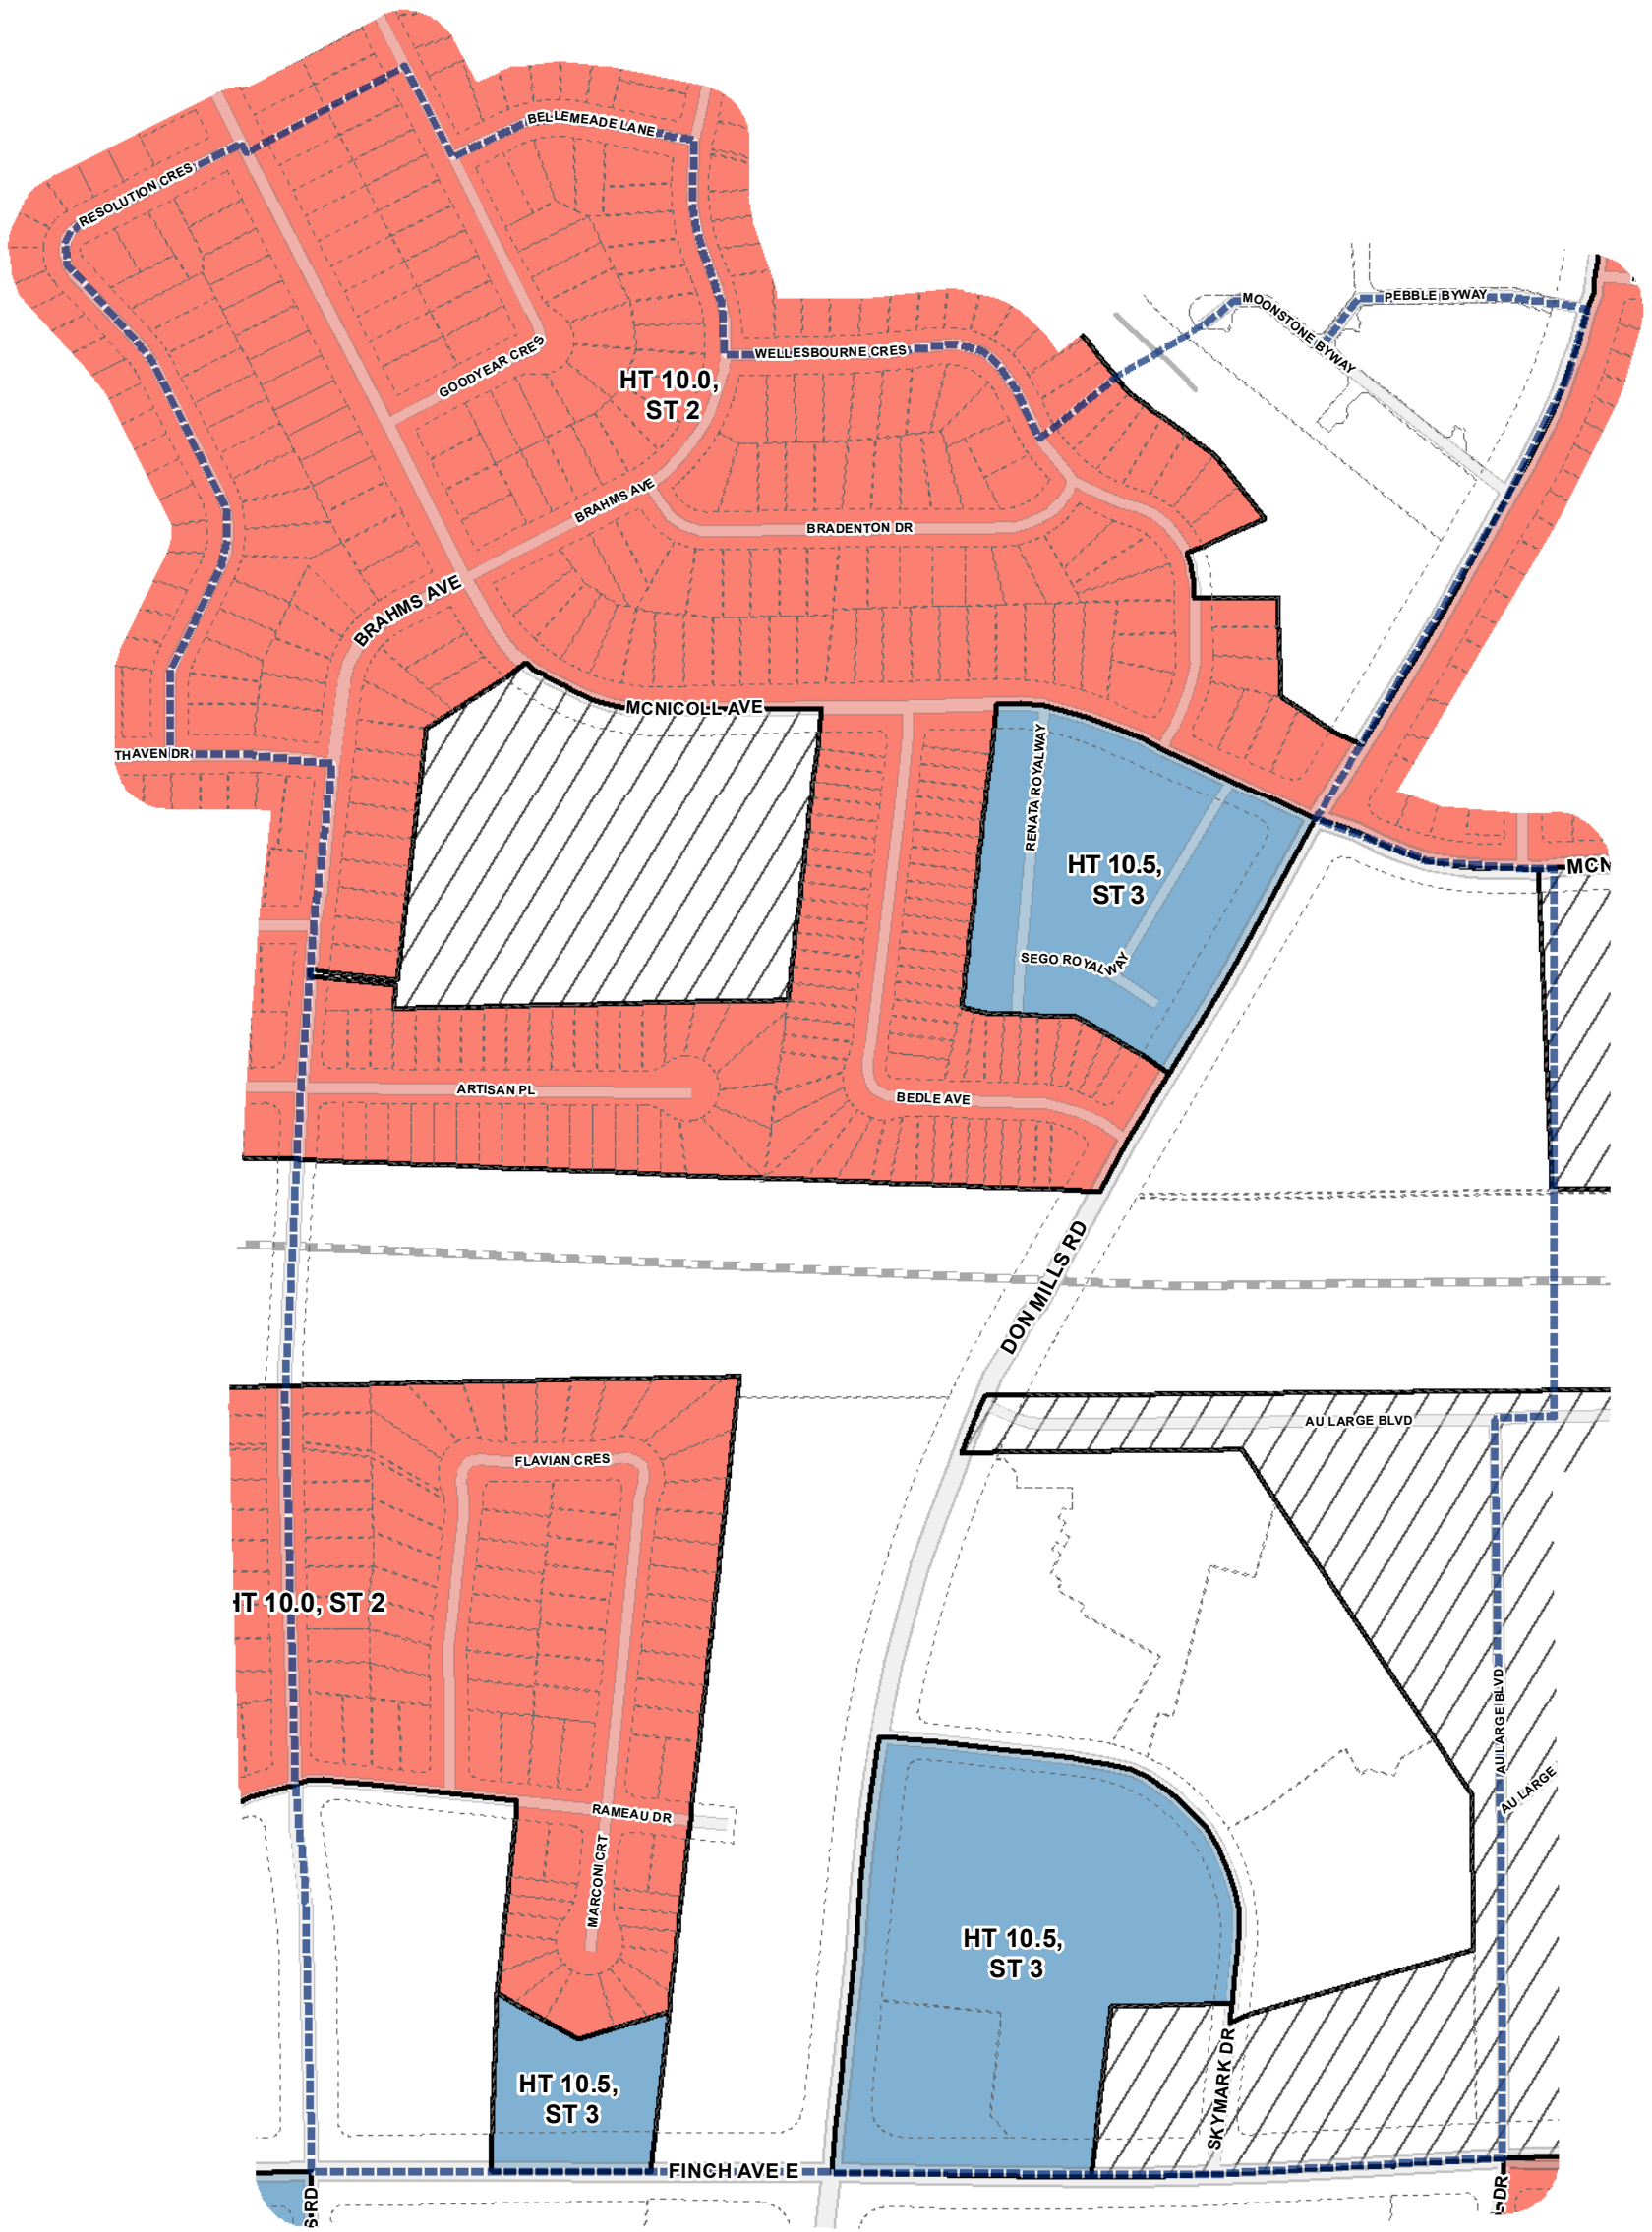 BELLEMEADE LANE
RESOLUTION CRES
MOONSTONE BYWAY
PEBBLE BYWAY
GOODYEAR CRES
WELLESBOURNE CRES
HT 10.0,
ST 2
BRAHMS AVE
BRADENTON DR
BRAHMS AVE
MCNICOLL AVE
THAVEN DR
RENATA ROYALWAY
HT 10.5,
ST 3
MCN
SEGO ROYALWAY
ARTISAN PL
BEDLE AVE
DON MILLS RD
AU LARGE BLVD
FLAVIAN CRES
HT 10.0, ST 2
AU LARGE BLVD
AU LARGE
RAMEAU DR
MARCONI CRT
HT 10.5,
ST 3
HT 10.5,
ST 3
SKYMARK DR
FINCH AVE E
S RD
DR